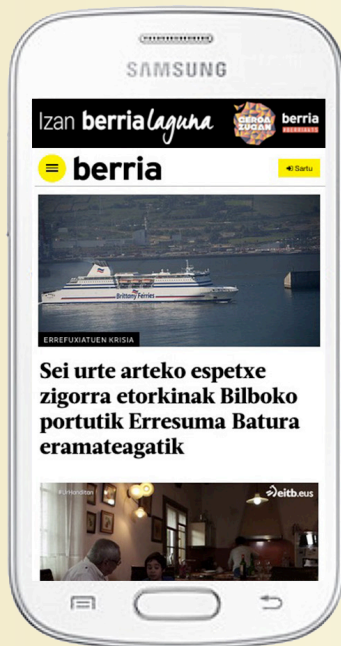 SAMSUNG
Izan berria laguna
GEROA
ZUGAN
berria
berria
Sartu
Brittany Ferries
ERREFUXIATUEN KRISIA
Sei urte arteko espetxe
zigorra etorkinak Bilboko
portutik Erresuma Batura
eramateagatik
eitb.eus